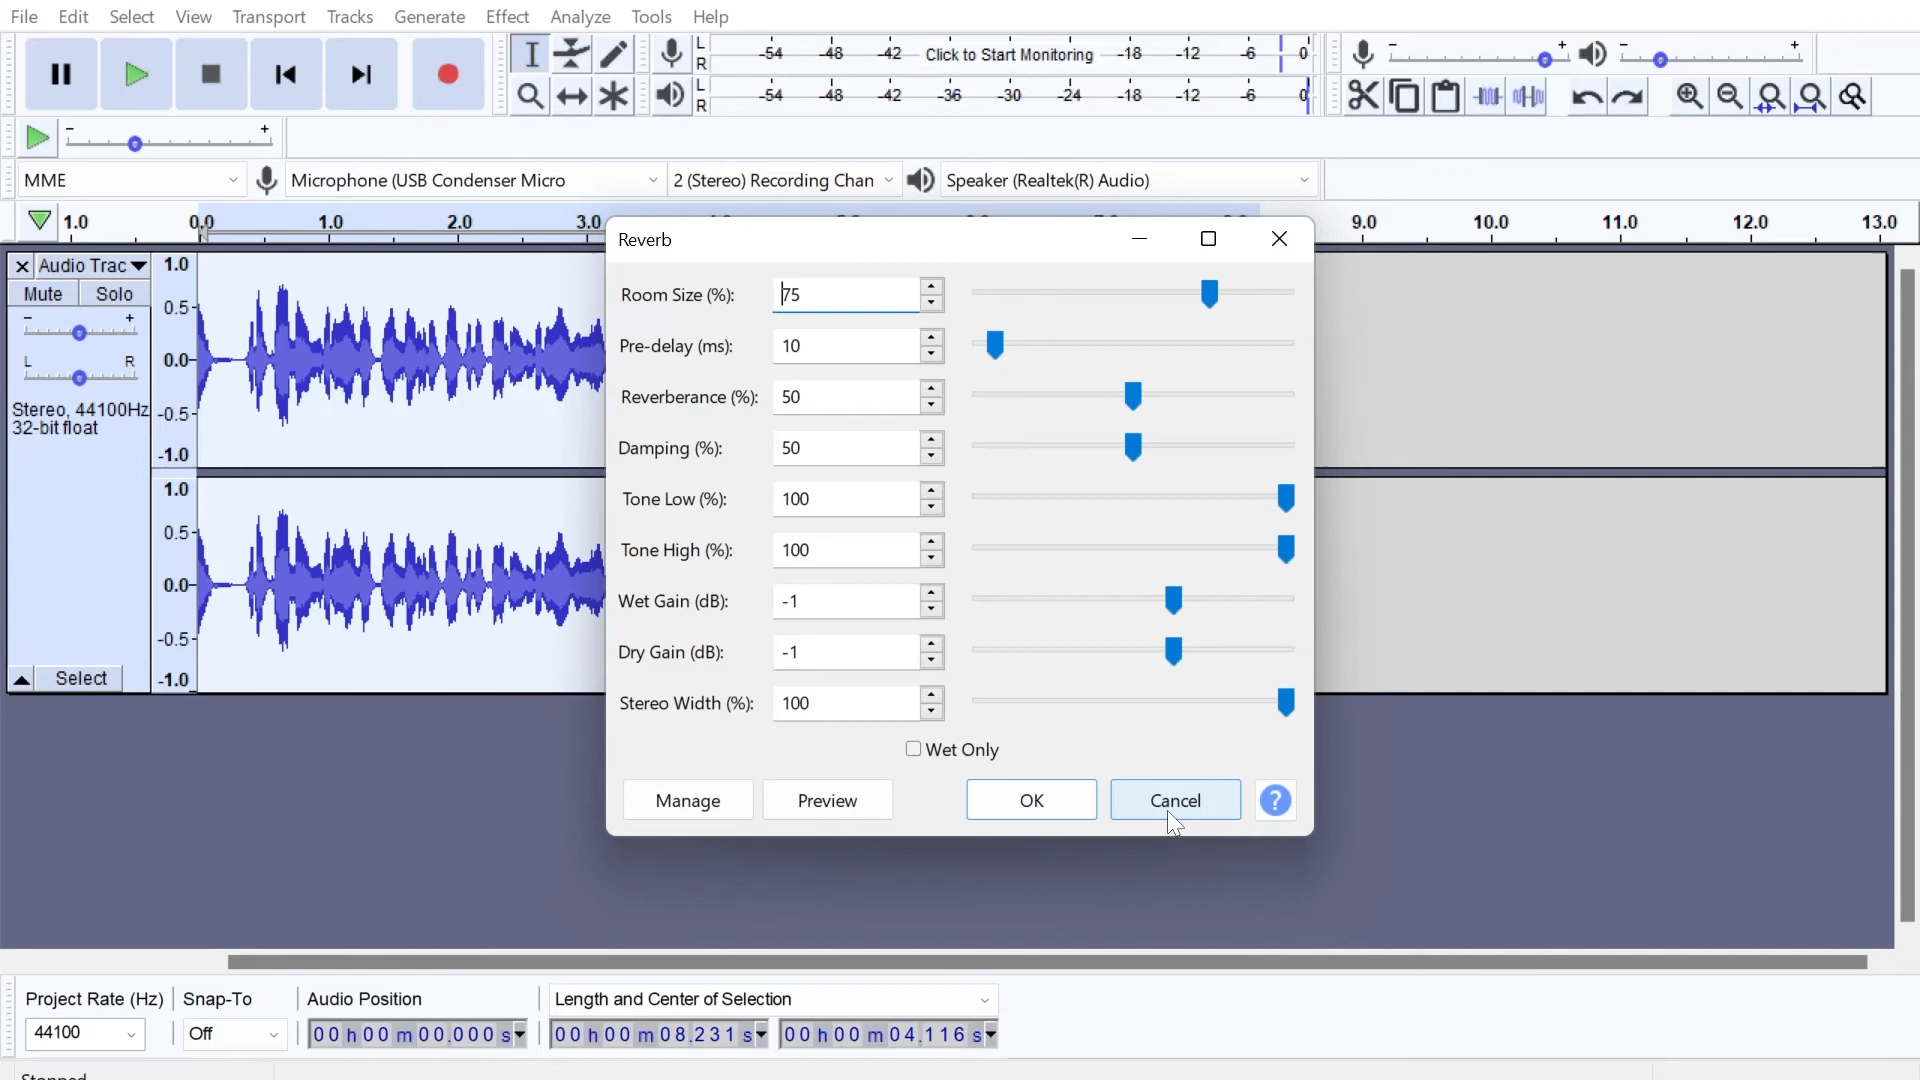 File Edit Select View Transport Tracks Generate Effect Analyze Tools Help
L
R
-54 -48 -42 Click to Start Monitoring -18 -12 -6 0
- +
- +
L
R
-54 -48 -42 -36 -30 -24 -18 -12 -6 0
- +
MME
Microphone (USB Condenser Micro
2 (Stereo) Recording Chan
Speaker (Realtek(R) Audio)
1.0 0,0 1.0 2.0 3.0 9.0 10.0 11.0 12.0 13.0
Audio Trac
Mute Solo
- +
L R
Stereo, 44100Hz
32-bit float
Select
1.0
0.5-
0.0-
-0.5-
-1.0
1.0
0.5-
0.0-
-0.5-
-1.0
Reverb
Room Size (%): 75
Pre-delay (ms): 10
Reverberance (%): 50
Damping (%): 50
Tone Low (%): 100
Tone High (%): 100
Wet Gain (dB): -1
Dry Gain (dB): -1
Stereo Width (%): 100
Wet Only
Manage Preview OK Cancel ?
Project Rate (Hz) Snap-To Audio Position Length and Center of Selection
44100 Off 00 h 00 m 00.000 s 00 h 00 m 08.231 s 00 h 00 m 04.116 s